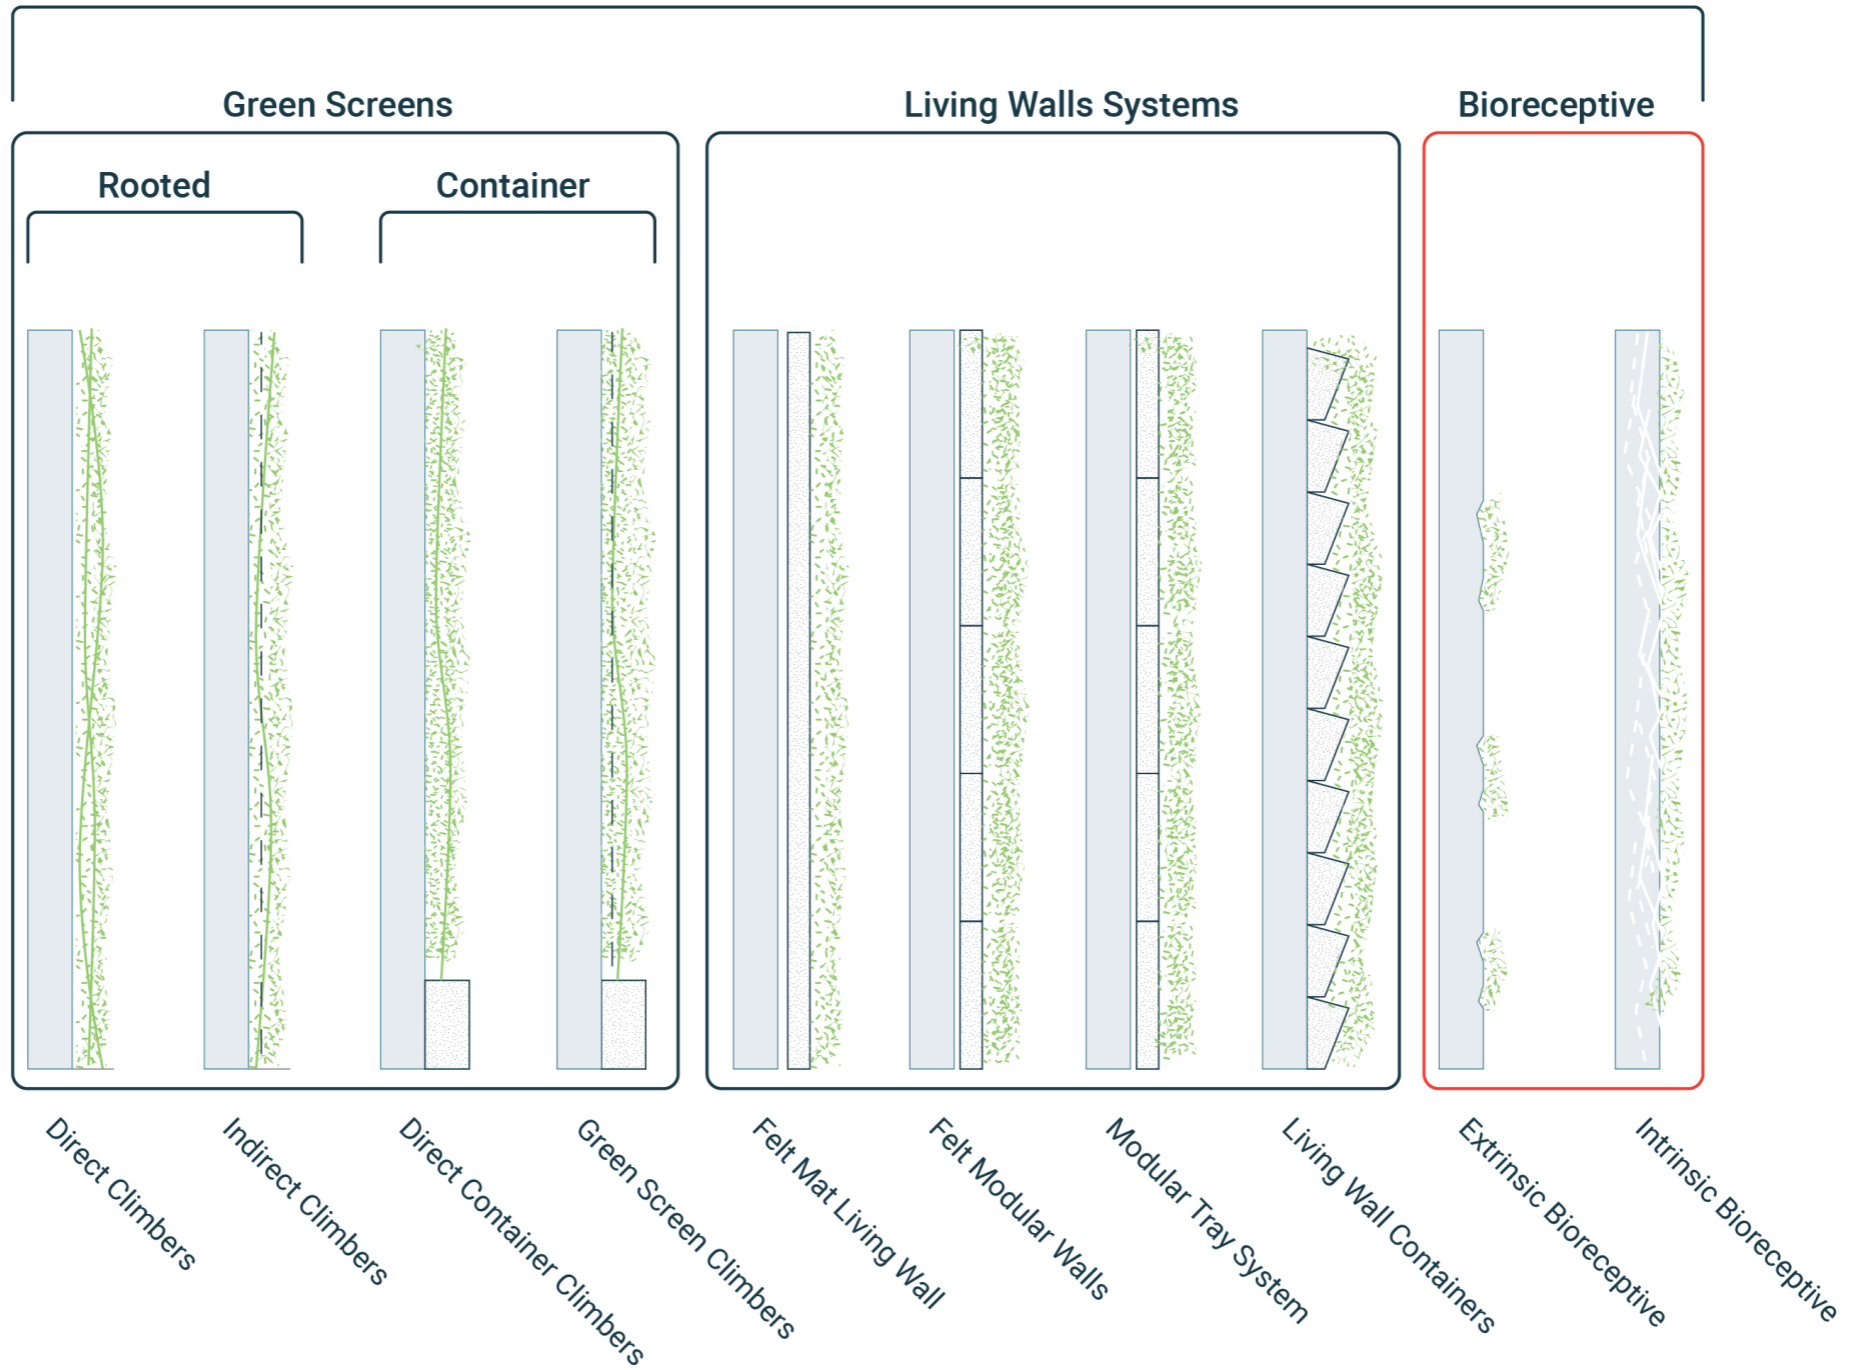 Green Screens
Living Walls Systems
Bioreceptive
Rooted
Container
Direct Climbers
Indirect Climbers
Direct Container Climbers
Green Screen Climbers
Felt Mat Living Wall
Felt Modular Walls
Modular Tray System
Living Wall Containers
Extrinsic Bioreceptive
Intrinsic Bioreceptive